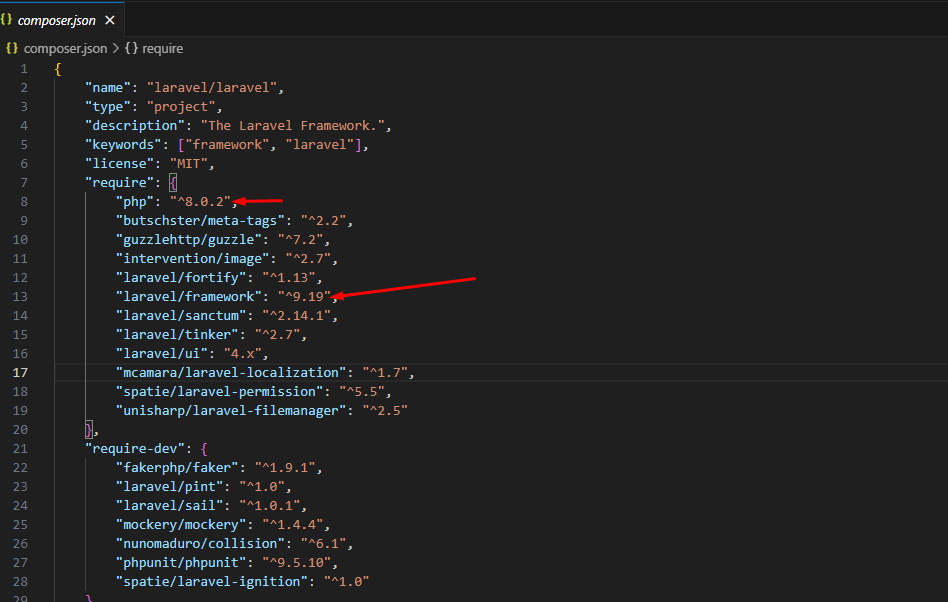 {} composer.json ×
{} composer.json > {} require
1 {
2 "name": "laravel/laravel",
3 "type": "project",
4 "description": "The Laravel Framework.",
5 "keywords": ["framework", "laravel"],
6 "license": "MIT",
7 "require": {
8 "php": "^8.0.2",
9 "butschster/meta-tags": "^2.2",
10 "guzzlehttp/guzzle": "^7.2",
11 "intervention/image": "^2.7",
12 "laravel/fortify": "^1.13",
13 "laravel/framework": "^9.19",
14 "laravel/sanctum": "^2.14.1",
15 "laravel/tinker": "^2.7",
16 "laravel/ui": "4.x",
17 "mcamara/laravel-localization": "^1.7",
18 "spatie/laravel-permission": "^5.5",
19 "unisharp/laravel-filemanager": "^2.5"
20 },
21 "require-dev": {
22 "fakerphp/faker": "^1.9.1",
23 "laravel/pint": "^1.0",
24 "laravel/sail": "^1.0.1",
25 "mockery/mockery": "^1.4.4",
26 "nunomaduro/collision": "^6.1",
27 "phpunit/phpunit": "^9.5.10",
28 "spatie/laravel-ignition": "^1.0"
29 }